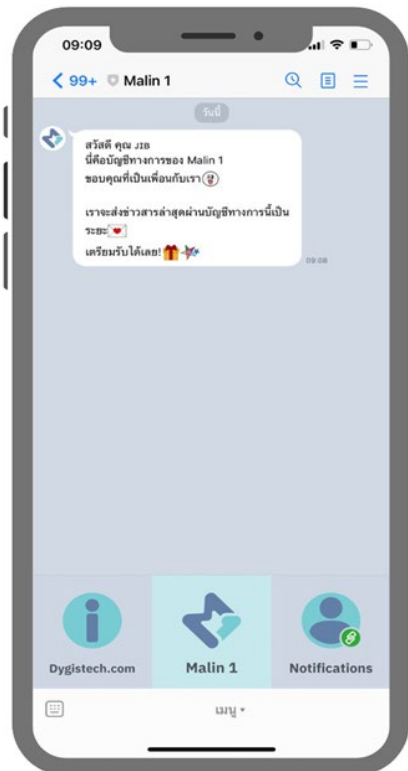 09:09
99+ Malin 1
วันนี้
สวัสดี คุณ JIB
นี่คือบัญชีทางการของ Malin 1
ขอบคุณที่เป็นเพื่อนกับเรา
เราจะส่งข่าวสารล่าสุดผ่านบัญชีทางการนี้เป็น
ระยะ
เตรียมรับได้เลย!
09:08
Dygistech.com
Malin 1
Notifications
เมนู